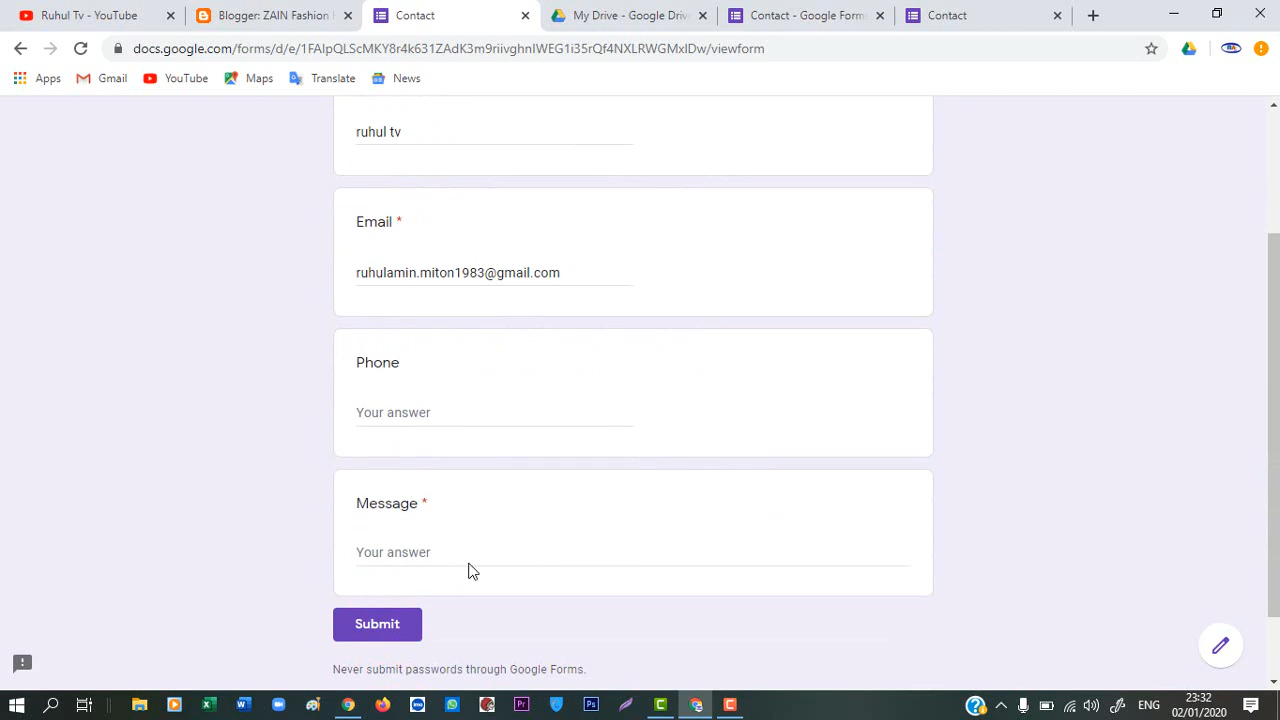 Ruhul Tv - YouTube
Blogger: ZAIN Fashion
Contact
My Drive - Google Driv
Contact - Google Form
Contact
docs.google.com/forms/d/e/1FAIpQLScMKY8r4k631ZAdK3m9riivghnIWEG1i35rQf4NXLRWGMxIDw/viewform
Apps
Gmail
YouTube
Maps
Translate
News
ruhul tv
Email *
ruhulamin.miton1983@gmail.com
Phone
Your answer
Message *
Your answer
Submit
Never submit passwords through Google Forms.
ENG
23:32
02/01/2020